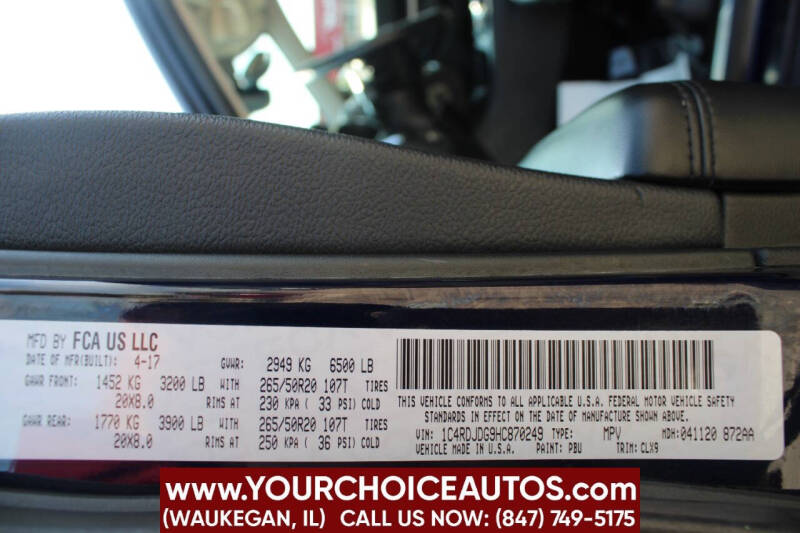 MFD BY FCA US LLC
DATE OF MFR(BUILT): 4-17 GVWR: 2949 KG 6500 LB
GAWR FRONT: 1452 KG 3200 LB WITH 265/50R20 107T TIRES
20X8.0 RIMS AT 230 KPA ( 33 PSI) COLD
GAWR REAR: 1770 KG 3900 LB WITH 265/50R20 107T TIRES
20X8.0 RIMS AT 250 KPA ( 36 PSI) COLD
THIS VEHICLE CONFORMS TO ALL APPLICABLE U.S.A. FEDERAL MOTOR VEHICLE SAFETY
STANDARDS IN EFFECT ON THE DATE OF MANUFACTURE SHOWN ABOVE.
VIN: 1C4RDJDG9HC870249 TYPE: MPV MDH: 041120 872AA
VEHICLE MADE IN U.S.A. PAINT: PBU TRIM: CLX9
WWW.YOURCHOICEAUTOS.com
(WAUKEGAN, IL) CALL US NOW: (847) 749-5175